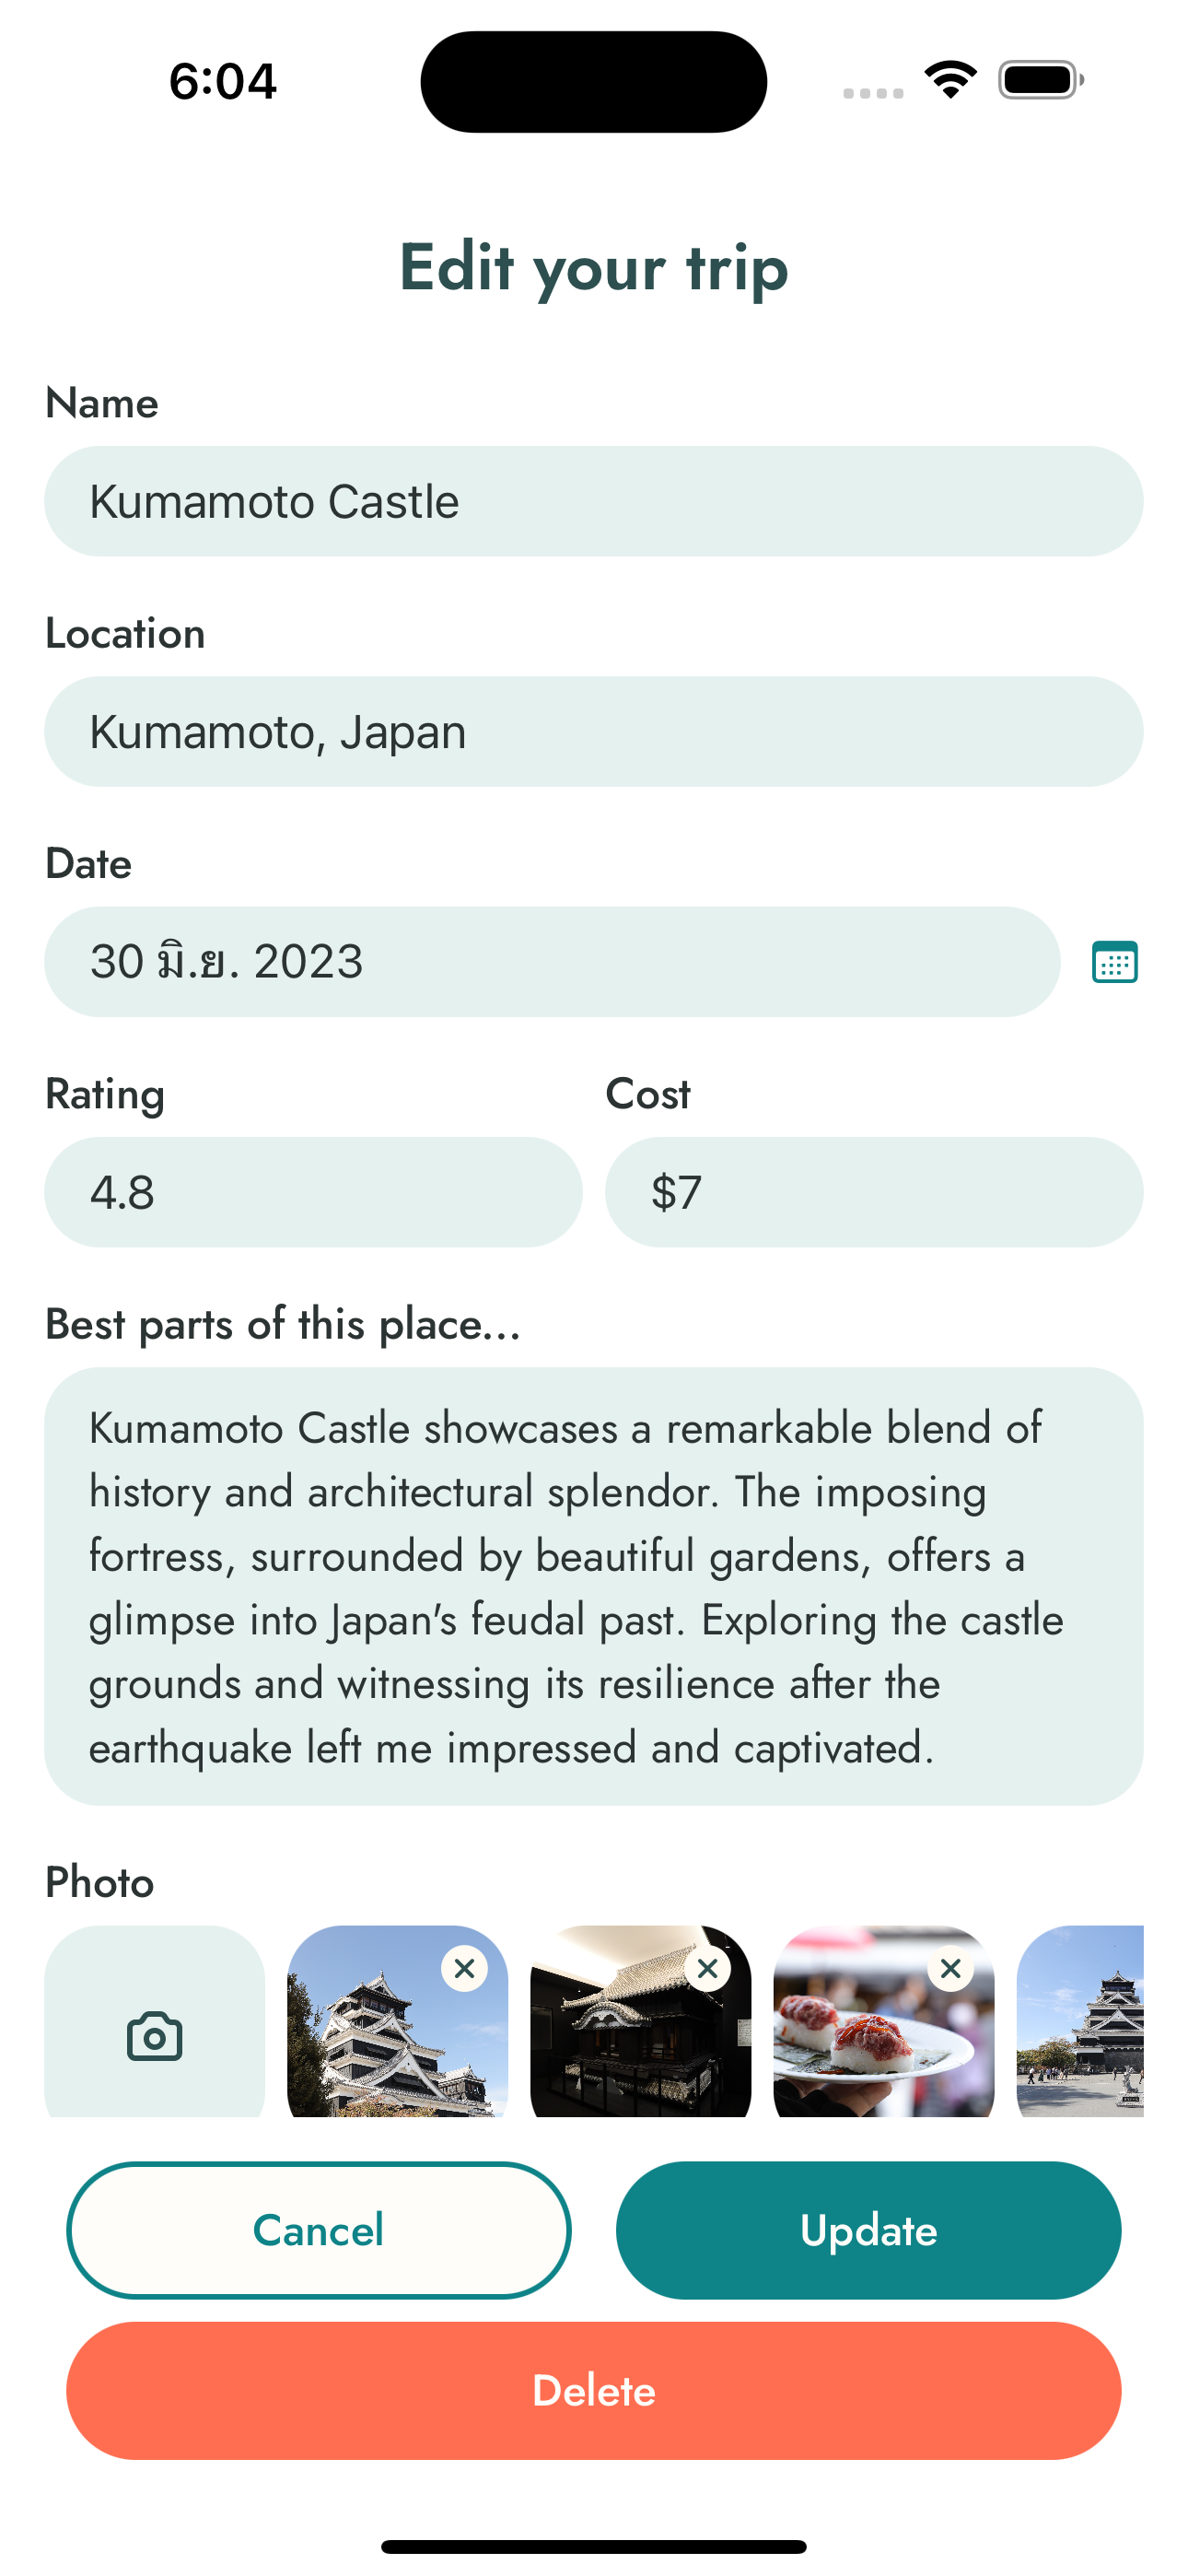 6:04
Edit your trip
Name
Kumamoto Castle
Location
Kumamoto, Japan
Date
30 มิ.ย. 2023
Rating
Cost
4.8
$7
Best parts of this place...
Kumamoto Castle showcases a remarkable blend of
history and architectural splendor. The imposing
fortress, surrounded by beautiful gardens, offers a
glimpse into Japan's feudal past. Exploring the castle
grounds and witnessing its resilience after the
earthquake left me impressed and captivated.
Photo
Cancel
Update
Delete